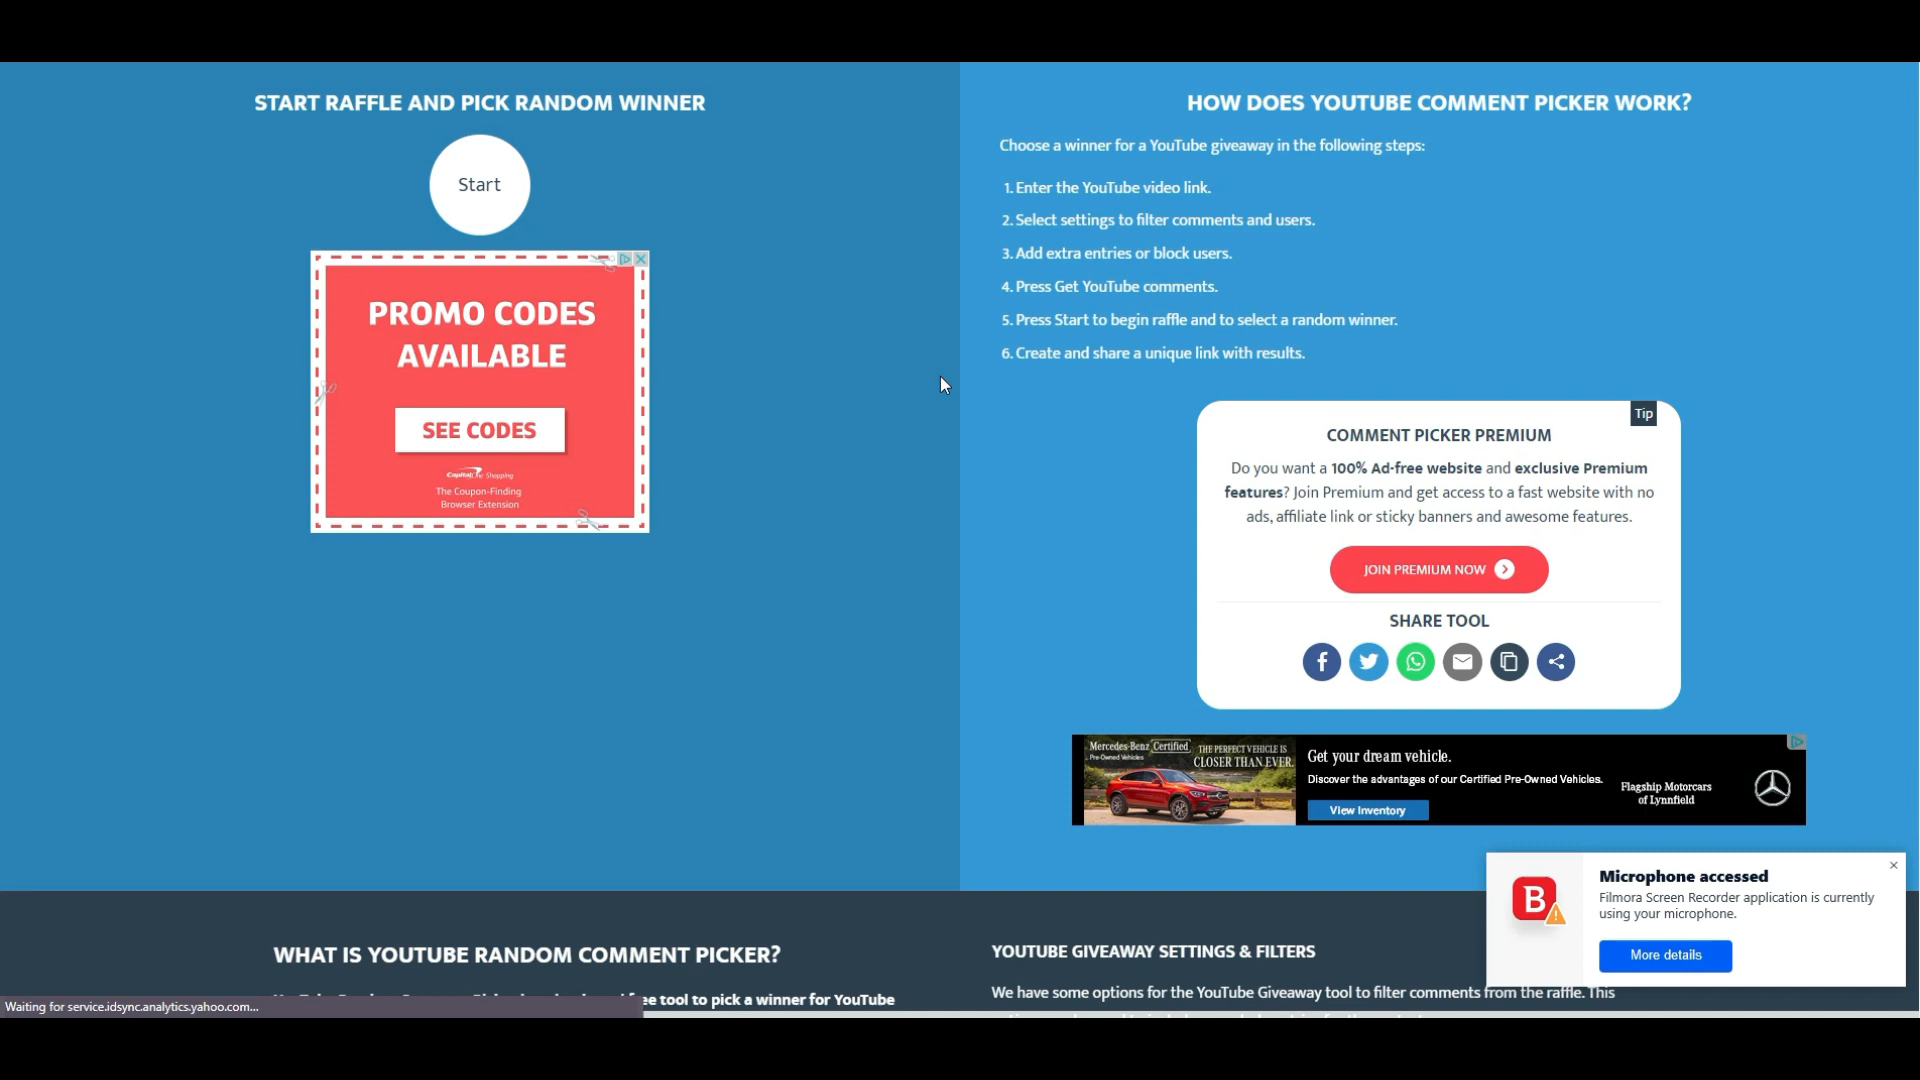 START RAFFLE AND PICK RANDOM WINNER
Start
PROMO CODES
AVAILABLE
SEE CODES
Capital One Shopping
The Coupon-Finding
Browser Extension
HOW DOES YOUTUBE COMMENT PICKER WORK?
Choose a winner for a YouTube giveaway in the following steps:
1. Enter the YouTube video link.
2. Select settings to filter comments and users.
3. Add extra entries or block users.
4. Press Get YouTube comments.
5. Press Start to begin raffle and to select a random winner.
6. Create and share a unique link with results.
Tip
COMMENT PICKER PREMIUM
Do you want a 100% Ad-free website and exclusive Premium
features? Join Premium and get access to a fast website with no
ads, affiliate link or sticky banners and awesome features.
JOIN PREMIUM NOW
SHARE TOOL
Mercedes-Benz Certified
Pre-Owned Vehicles
THE PERFECT VEHICLE IS
CLOSER THAN EVER.
Get your dream vehicle.
Discover the advantages of our Certified Pre-Owned Vehicles.
View Inventory
Flagship Motorcars
of Lynnfield
B
Microphone accessed
Filmora Screen Recorder application is currently
using your microphone.
More details
WHAT IS YOUTUBE RANDOM COMMENT PICKER?
free tool to pick a winner for YouTube
YOUTUBE GIVEAWAY SETTINGS & FILTERS
We have some options for the YouTube Giveaway tool to filter comments from the raffle. This
Waiting for service.idsync.analytics.yahoo.com...